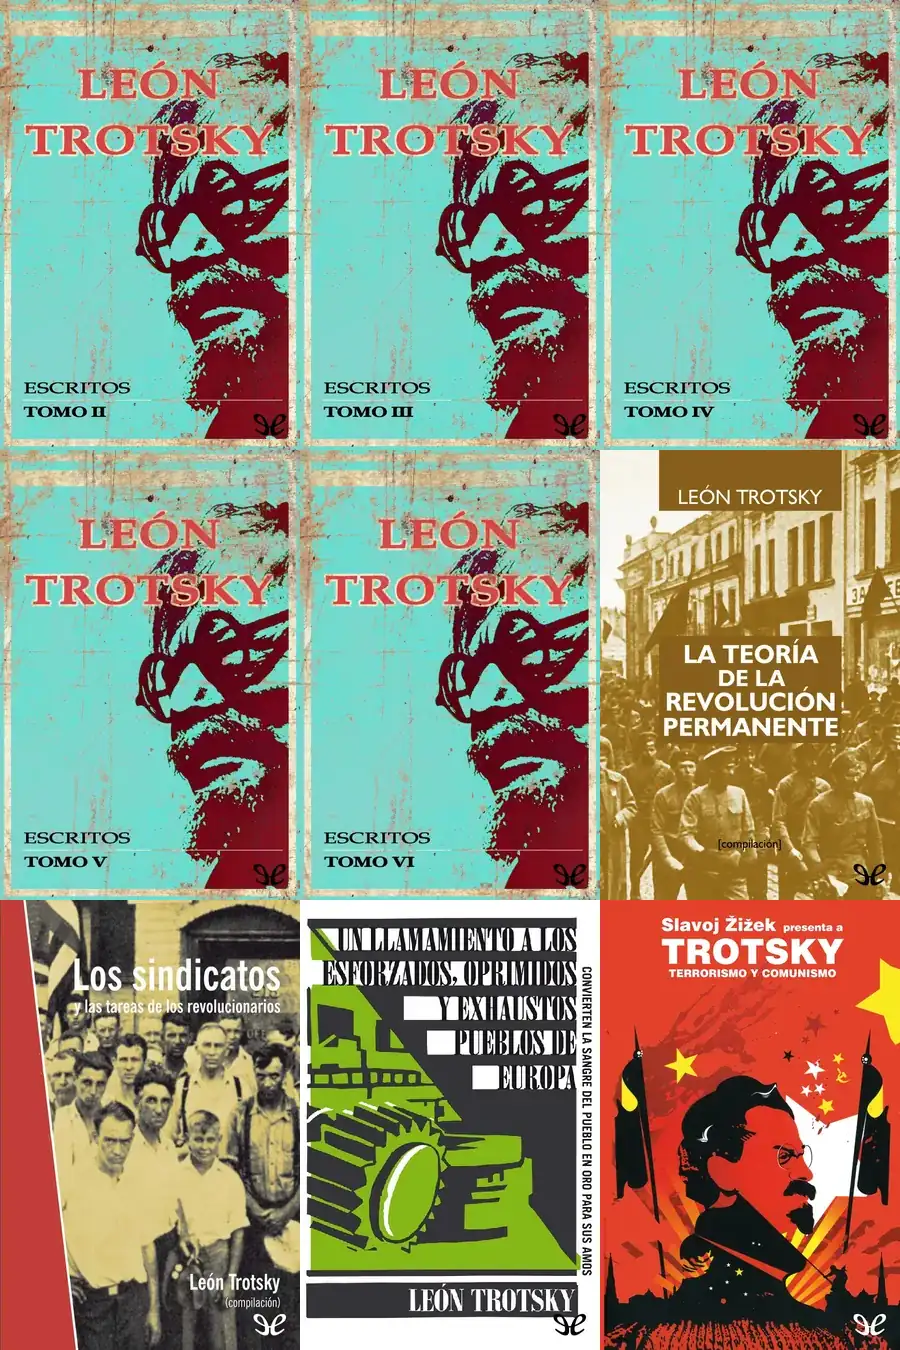 LEÓN
TROTSKY
ESCRITOS
TOMO II
LEÓN
TROTSKY
ESCRITOS
TOMO III
LEÓN
TROTSKY
ESCRITOS
TOMO IV
LEÓN
TROTSKY
ESCRITOS
TOMO V
LEÓN
TROTSKY
ESCRITOS
TOMO VI
LEÓN TROTSKY
LA TEORÍA
DE LA
REVOLUCIÓN
PERMANENTE
[compilación]
Los sindicatos
y las tareas de los revolucionarios
León Trotsky
(compilación)
UN LLAMAMIENTO A LOS
ESFORZADOS, OPRIMIDOS
Y EXHAUSTOS
PUEBLOS DE
EUROPA
CONVIERTEN LA SANGRE DEL PUEBLO EN ORO PARA SUS AMOS
LEÓN TROTSKY
Slavoj Žižek presenta a
TROTSKY
TERRORISMO Y COMUNISMO